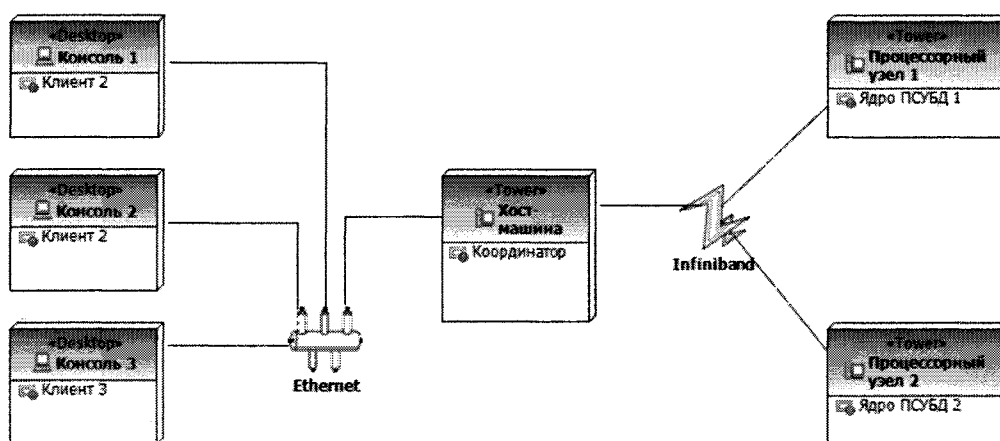 «Desktop»
Консоль 1
Клиент 2
«Desktop»
Консоль 2
Клиент 2
«Desktop»
Консоль 3
Клиент 3
Ethernet
«Tower»
Хост-
машина
Координатор
Infiniband
«Tower»
Процессорный
узел 1
Ядро ПСУБД 1
«Tower»
Процессорный
узел 2
Ядро ПСУБД 2